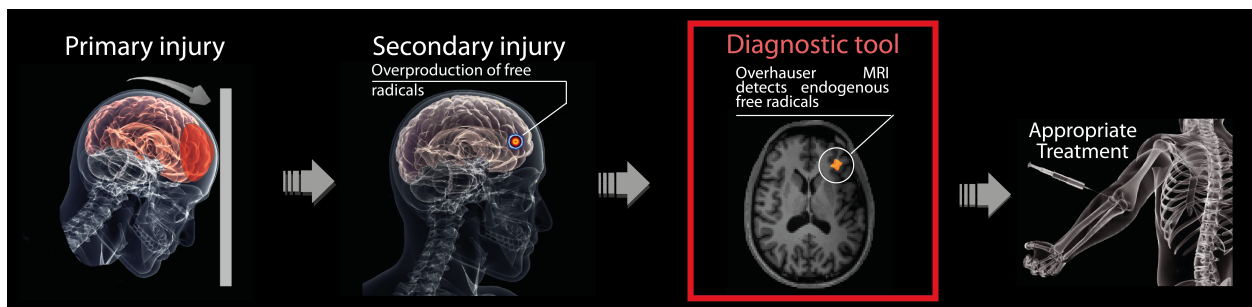 Primary injury
Secondary injury
Overproduction of free
radicals
Diagnostic tool
Overhauser MRI
detects endogenous
free radicals
Appropriate
Treatment